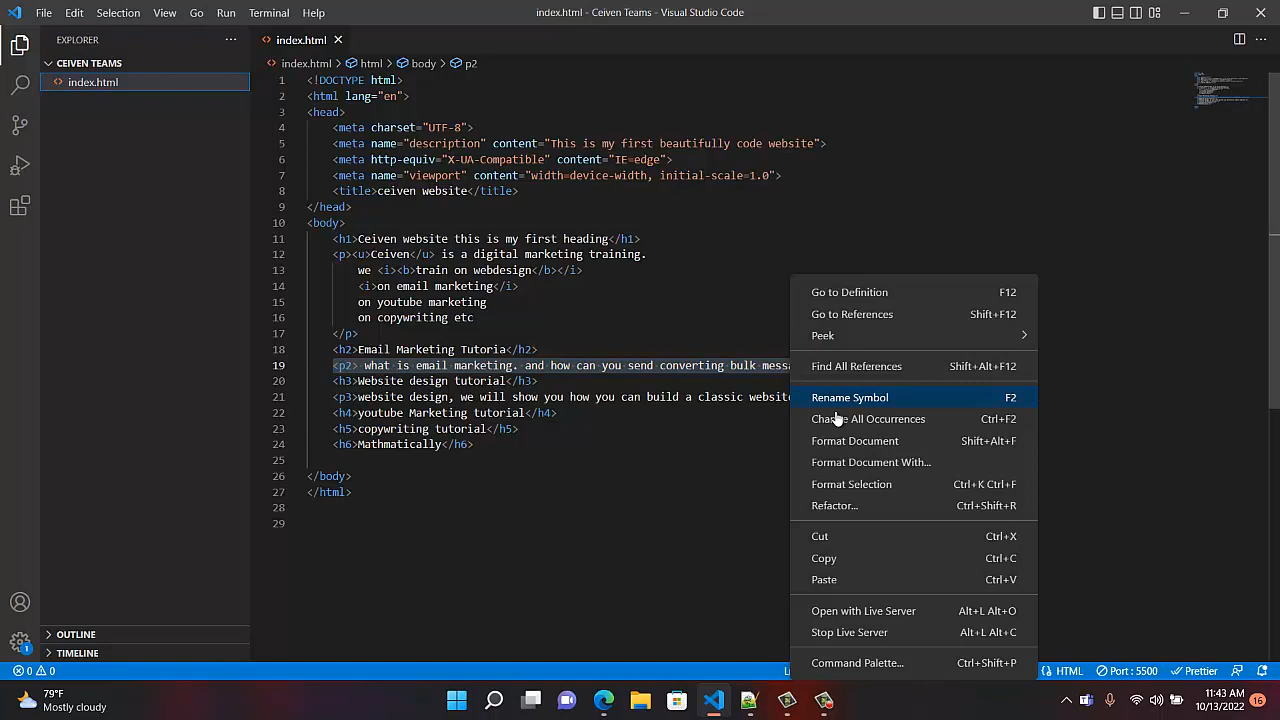 File Edit Selection View Go Run Terminal Help
index.html - Ceiven Teams - Visual Studio Code
EXPLORER
CEIVEN TEAMS
index.html
index.html
index.html > html > body > p2
1 <!DOCTYPE html>
2 <html lang="en">
3 <head>
4 <meta charset="UTF-8">
5 <meta name="description" content="This is my first beautifully code website">
6 <meta http-equiv="X-UA-Compatible" content="IE=edge">
7 <meta name="viewport" content="width=device-width, initial-scale=1.0">
8 <title>ceiven website</title>
9 </head>
10 <body>
11 <h1>Ceiven website this is my first heading</h1>
12 <p><u>Ceiven</u> is a digital marketing training.
13 we <i><b>train on webdesign</b></i>
14 <i>on email marketing</i>
15 on youtube marketing
16 on copywriting etc
17 </p>
18 <h2>Email Marketing Tutoria</h2>
19 <p2> what is email marketing. and how can you send converting bulk messa
20 <h3>Website design tutorial</h3>
21 <p3>website design, we will show you how you can build a classic website
22 <h4>youtube Marketing tutorial</h4>
23 <h5>copywriting tutorial</h5>
24 <h6>Mathmatically</h6>
25
26 </body>
27 </html>
28
29
Go to Definition F12
Go to References Shift+F12
Peek
Find All References Shift+Alt+F12
Rename Symbol F2
Change All Occurrences Ctrl+F2
Format Document Shift+Alt+F
Format Document With...
Format Selection Ctrl+K Ctrl+F
Refactor... Ctrl+Shift+R
Cut Ctrl+X
Copy Ctrl+C
Paste Ctrl+V
Open with Live Server Alt+L Alt+O
Stop Live Server Alt+L Alt+C
Command Palette... Ctrl+Shift+P
OUTLINE
TIMELINE
1
0 0
HTML Port : 5500 Prettier
79°F
Mostly cloudy
11:43 AM
10/13/2022
16